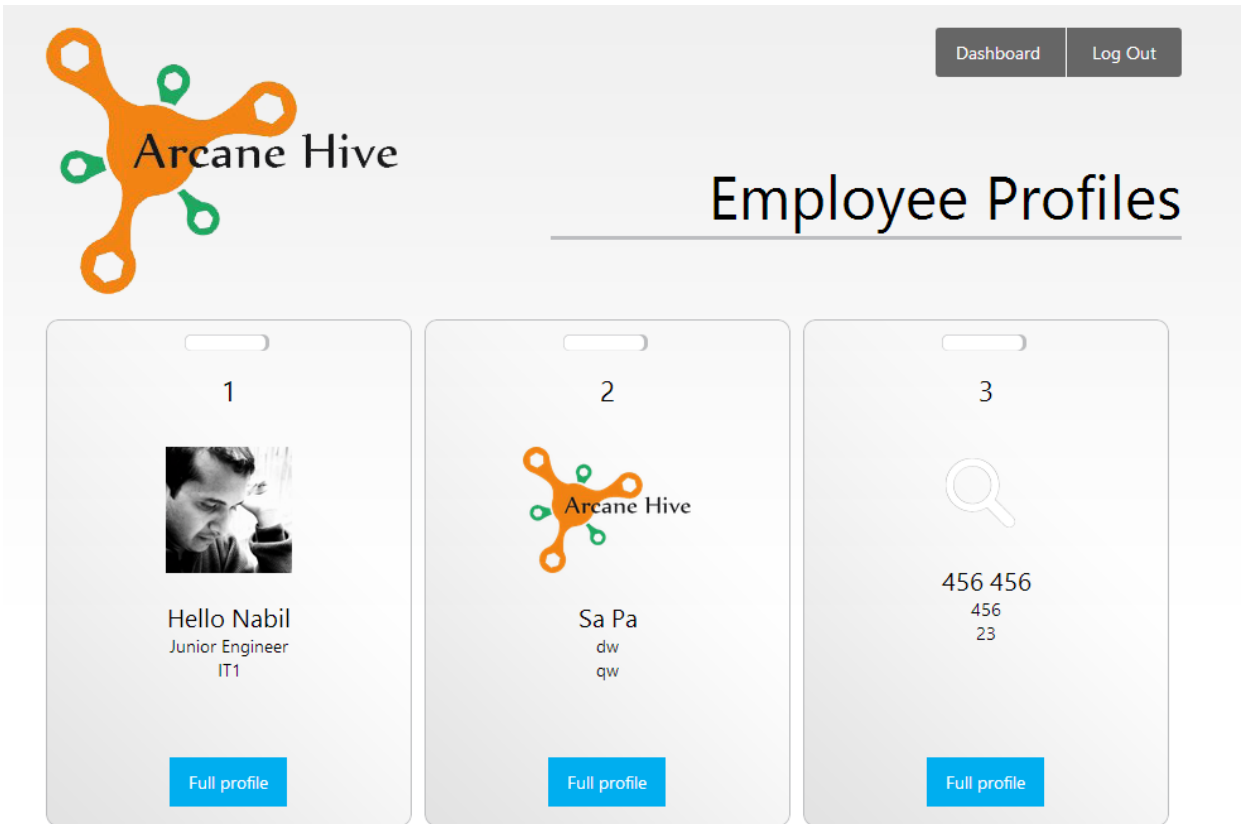 Dashboard Log Out
Arcane Hive
Employee Profiles
1
Hello Nabil
Junior Engineer
IT1
Full profile
2
Arcane Hive
Sa Pa
dw
qw
Full profile
3
456 456
456
23
Full profile